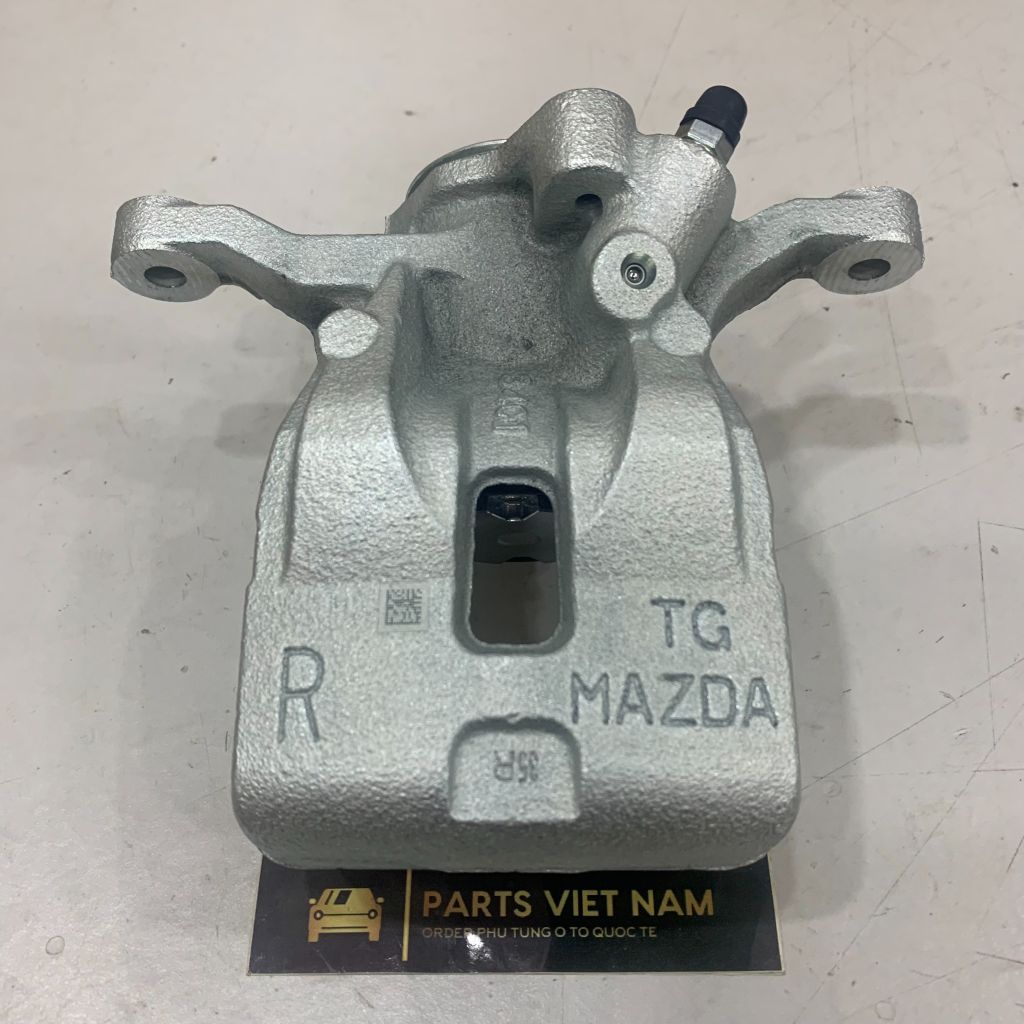 TG
R
MAZDA
35R
PARTS VIET NAM
ORDER PHU TUNG O TO QUOC TE